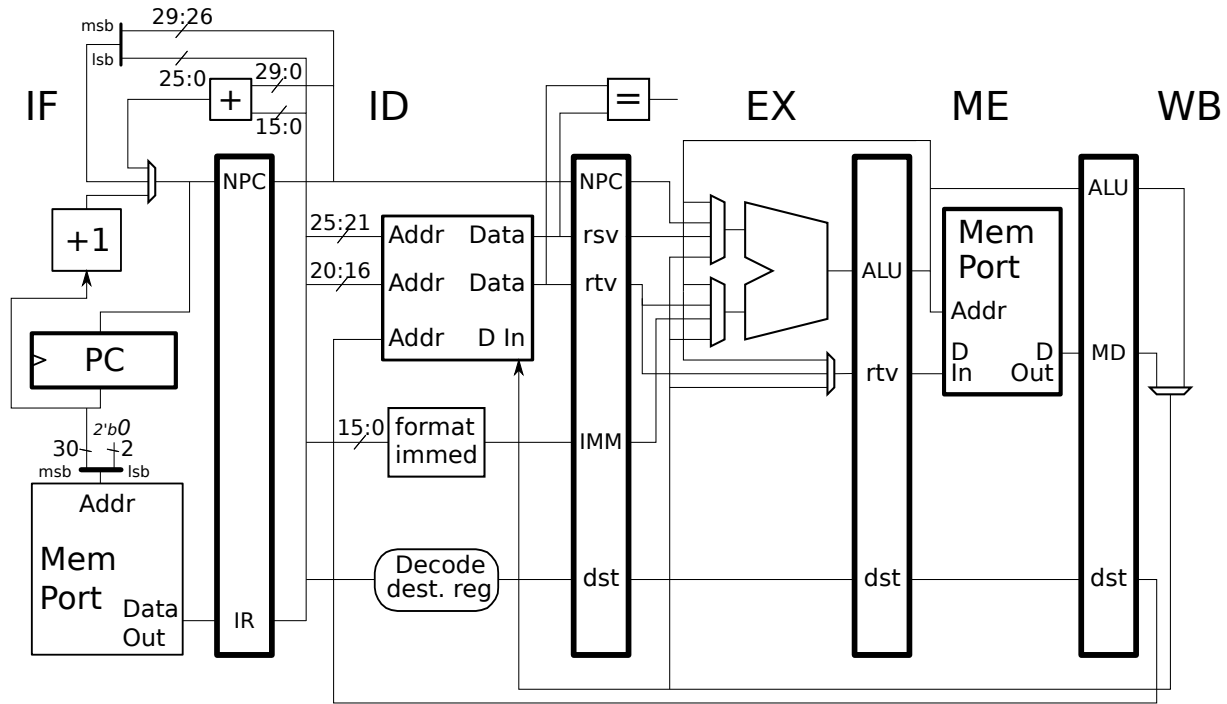 29:26
msb
lsb
25:0
29:0
+
15:0
=
IF
ID
EX
ME
WB
NPC
NPC
ALU
+1
25:21
Addr
Data
rsv
20:16
Addr
Data
rtv
Addr
D In
ALU
Mem
Port
Addr
D
In
D
Out
MD
PC
rtv
2'b0
30
2
msb
lsb
15:0
format
immed
IMM
Addr
Mem
Port
Data
Out
IR
Decode
dest. reg
dst
dst
dst